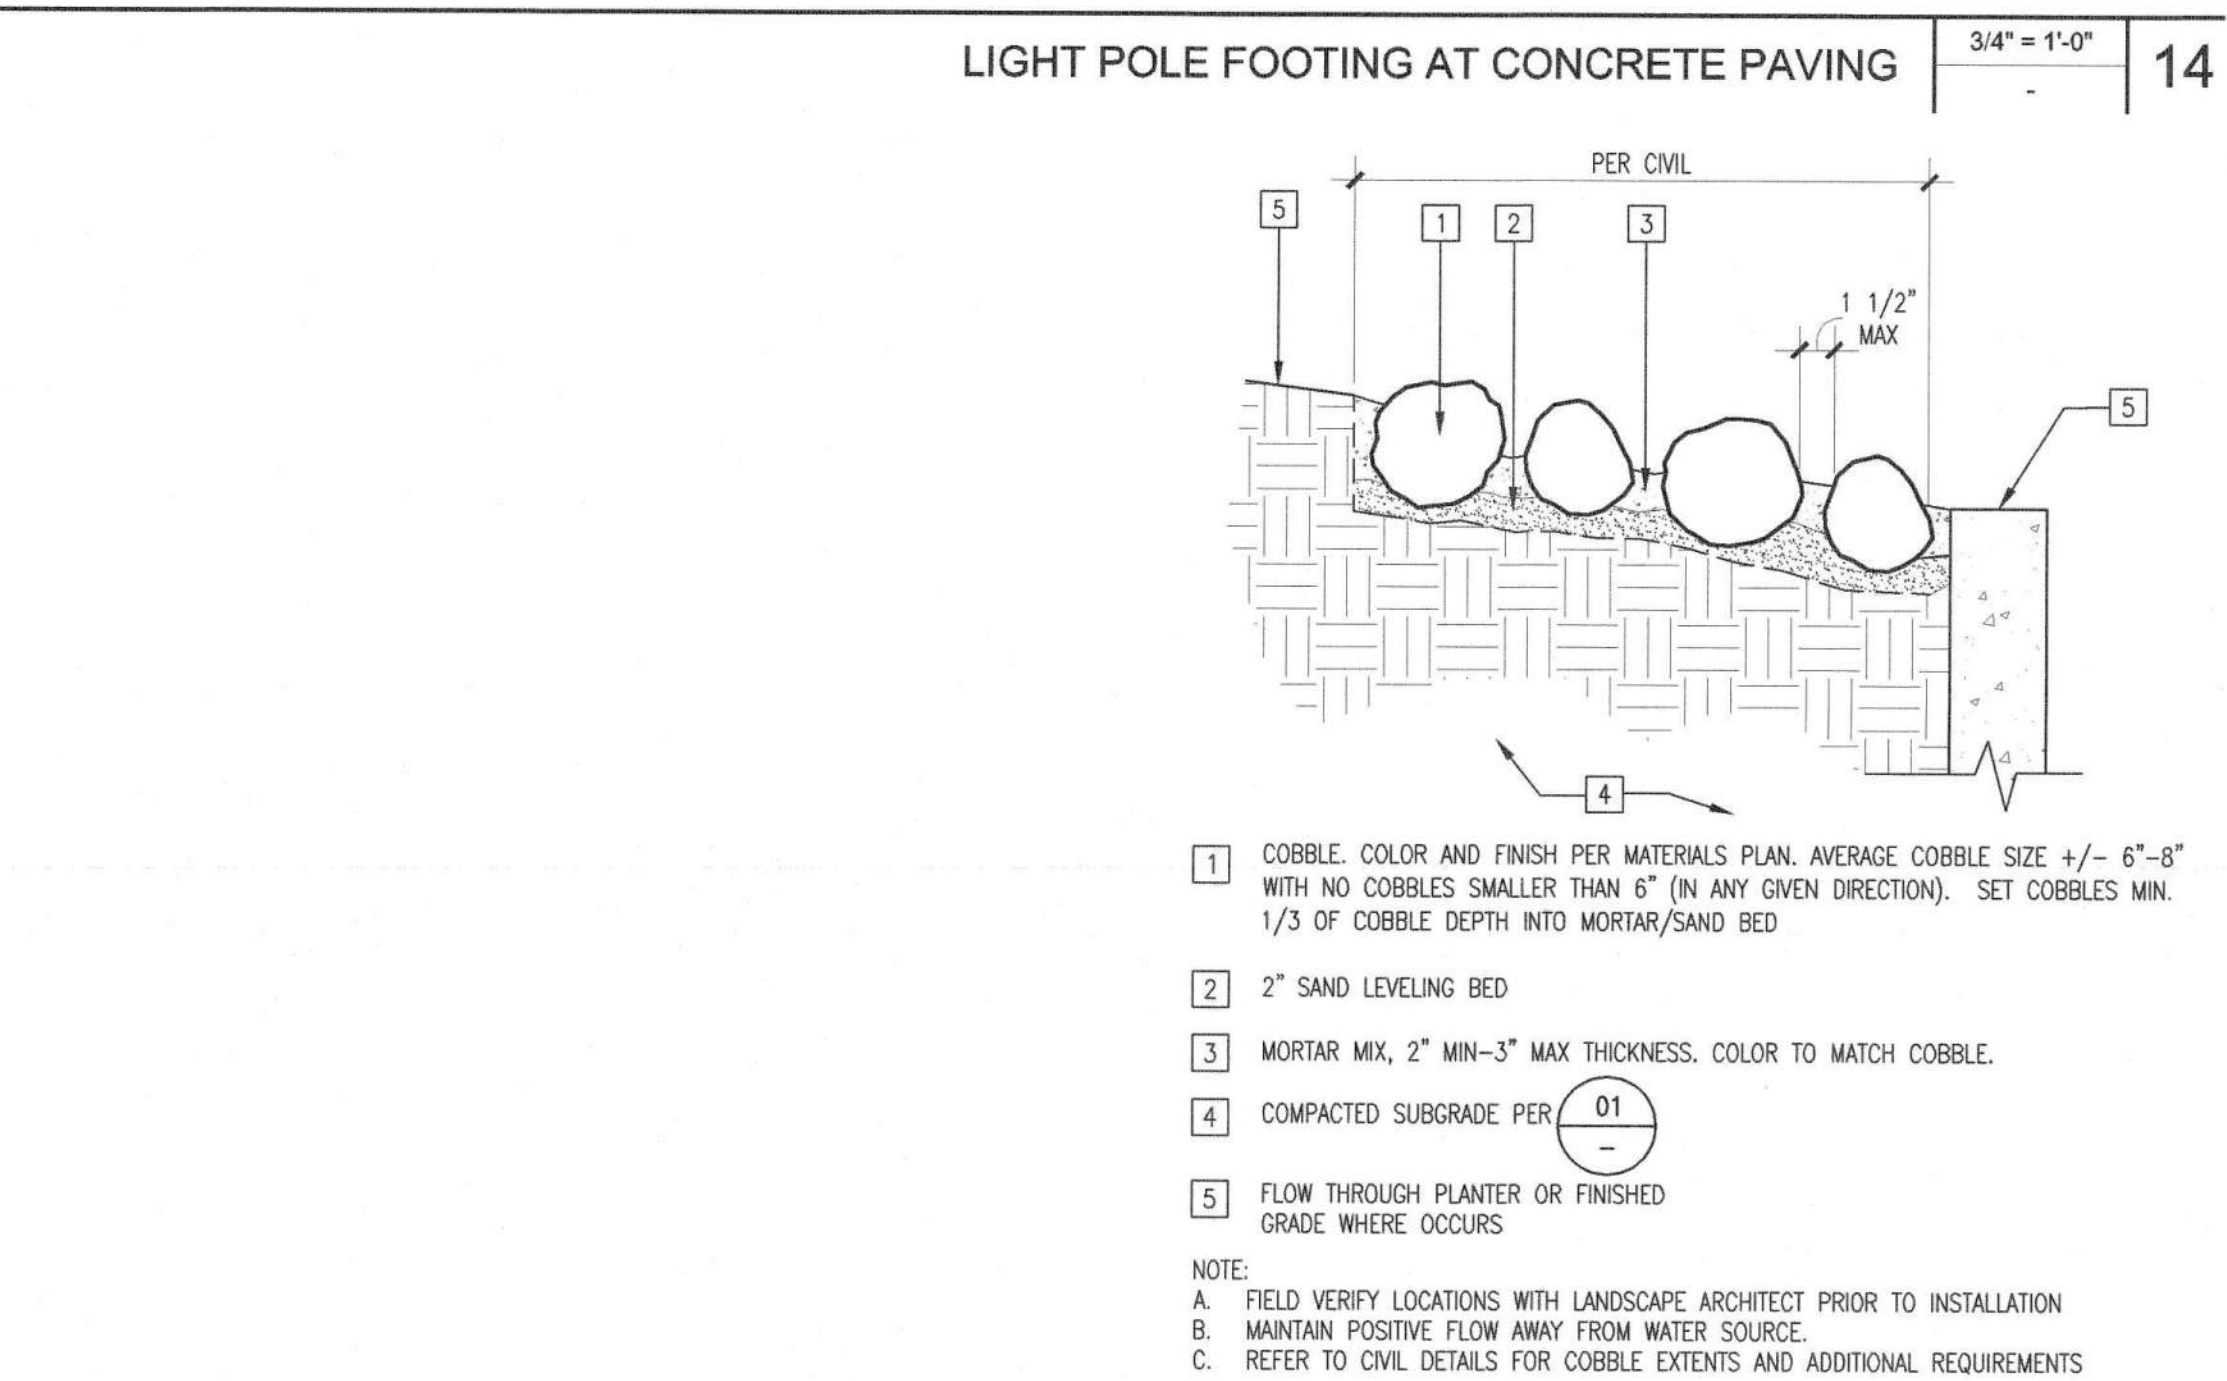 LIGHT POLE FOOTING AT CONCRETE PAVING
3/4" = 1'-0"
-
14
PER CIVIL
5
1
2
3
1 1/2"
MAX
5
4
1 COBBLE. COLOR AND FINISH PER MATERIALS PLAN. AVERAGE COBBLE SIZE +/- 6"-8"
WITH NO COBBLES SMALLER THAN 6" (IN ANY GIVEN DIRECTION). SET COBBLES MIN.
1/3 OF COBBLE DEPTH INTO MORTAR/SAND BED
2 2" SAND LEVELING BED
3 MORTAR MIX, 2" MIN-3" MAX THICKNESS. COLOR TO MATCH COBBLE.
4 COMPACTED SUBGRADE PER 01
-
5 FLOW THROUGH PLANTER OR FINISHED
GRADE WHERE OCCURS
NOTE:
A. FIELD VERIFY LOCATIONS WITH LANDSCAPE ARCHITECT PRIOR TO INSTALLATION
B. MAINTAIN POSITIVE FLOW AWAY FROM WATER SOURCE.
C. REFER TO CIVIL DETAILS FOR COBBLE EXTENTS AND ADDITIONAL REQUIREMENTS